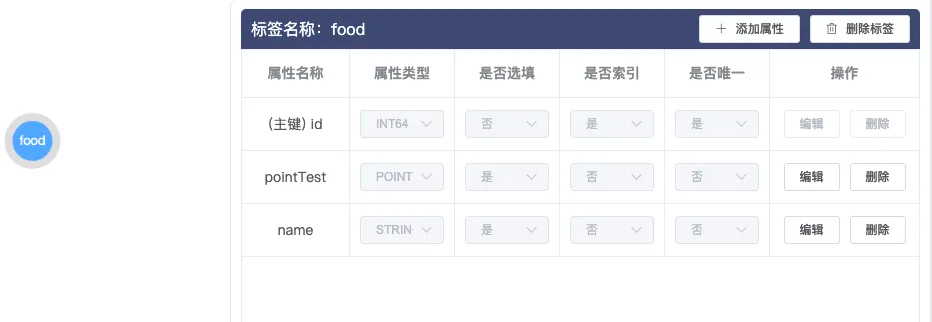 标签名称：food
添加属性
删除标签
属性名称 属性类型 是否选填 是否索引 是否唯一 操作
food
(主键) id INT64 否 是 是 编辑 删除
pointTest POINT 是 否 否 编辑 删除
name STRIN 是 否 否 编辑 删除